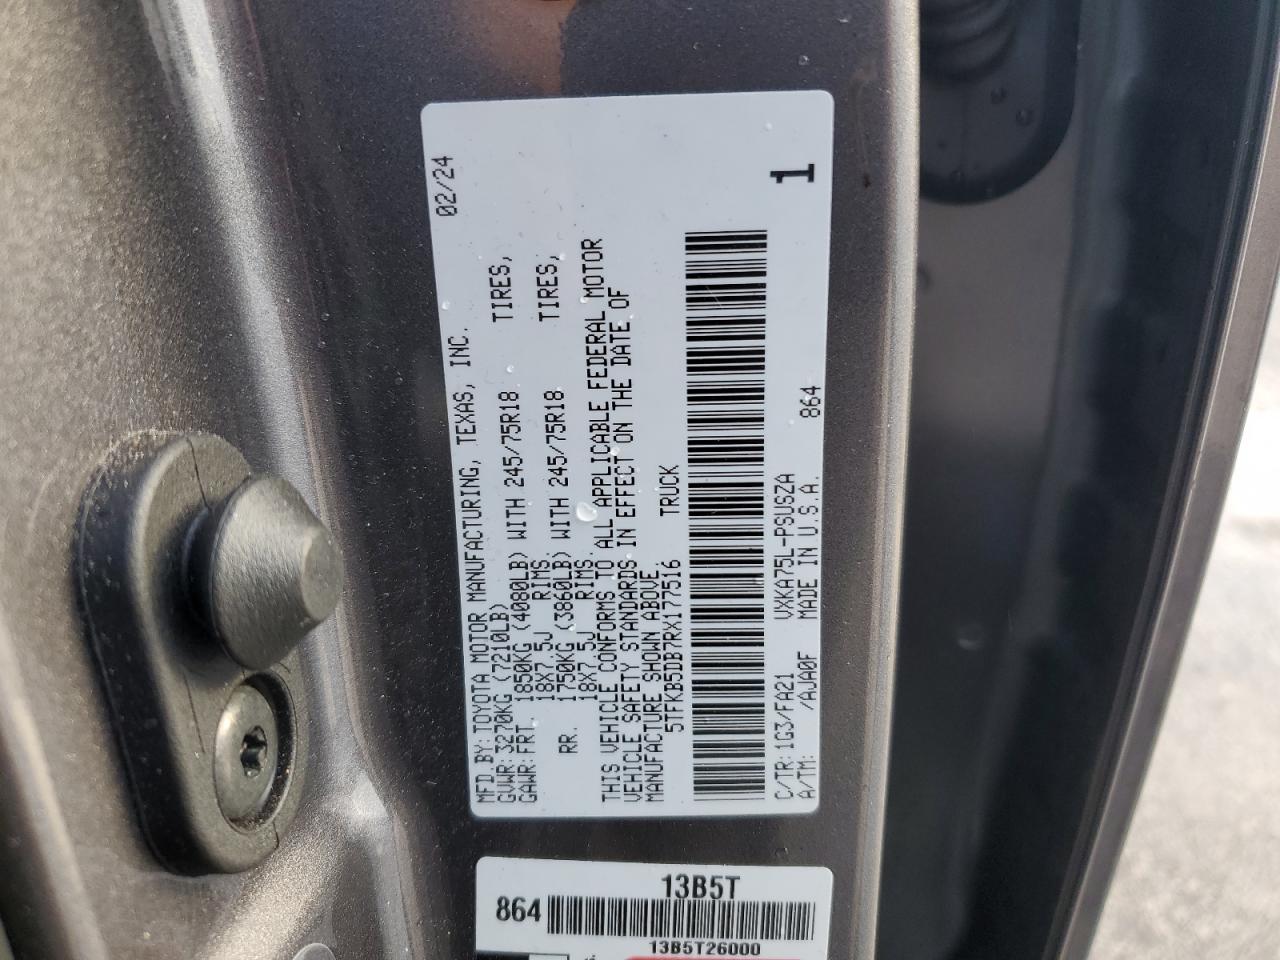 MFD.BY:TOYOTA MOTOR MANUFACTURING, TEXAS, INC. 02/24
GVWR:3270KG (7210LB)
GAWR:FRT. 1850KG (4080LB) WITH 245/75R18 TIRES,
18X7.5J RIMS
RR. 1750KG (3860LB) WITH 245/75R18 TIRES,
18X7.5J RIMS
THIS VEHICLE CONFORMS TO ALL APPLICABLE FEDERAL MOTOR
VEHICLE SAFETY STANDARDS IN EFFECT ON THE DATE OF
MANUFACTURE SHOWN ABOVE.
5TFKB5DB7RX177516 TRUCK
1
C/TR:1G3/FA21 VXKA75L-PSUSZA
A/TM: /AJA0F MADE IN U.S.A. 864
13B5T
864
13B5T26000